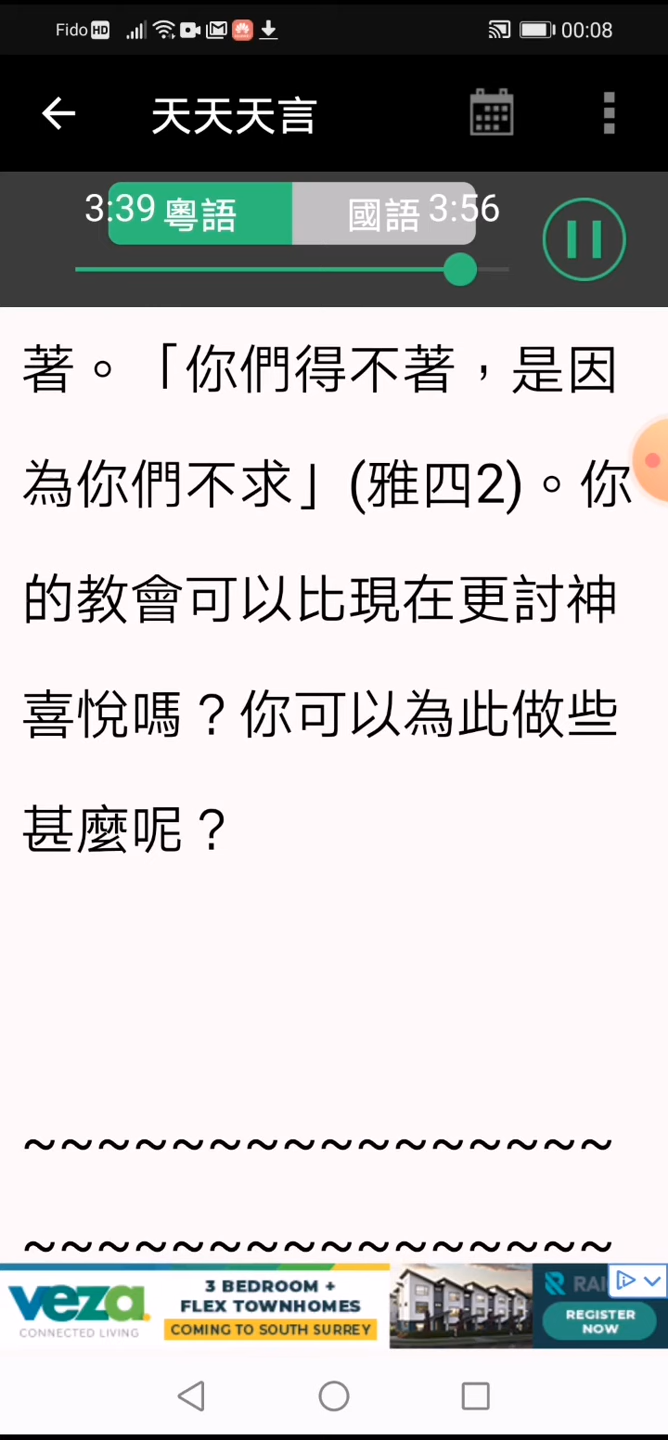 Fido HD 00:08
天天天言
3:39 粵語 國語 3:56
著。「你們得不著，是因
為你們不求」(雅四2)。你
的教會可以比現在更討神
喜悅嗎？你可以為此做些
甚麼呢？
~~~~~~~~~~~~~~~~
~~~~~~~~~~~~~~~~
veza.
CONNECTED LIVING
3 BEDROOM +
FLEX TOWNHOMES
COMING TO SOUTH SURREY
REGISTER
NOW